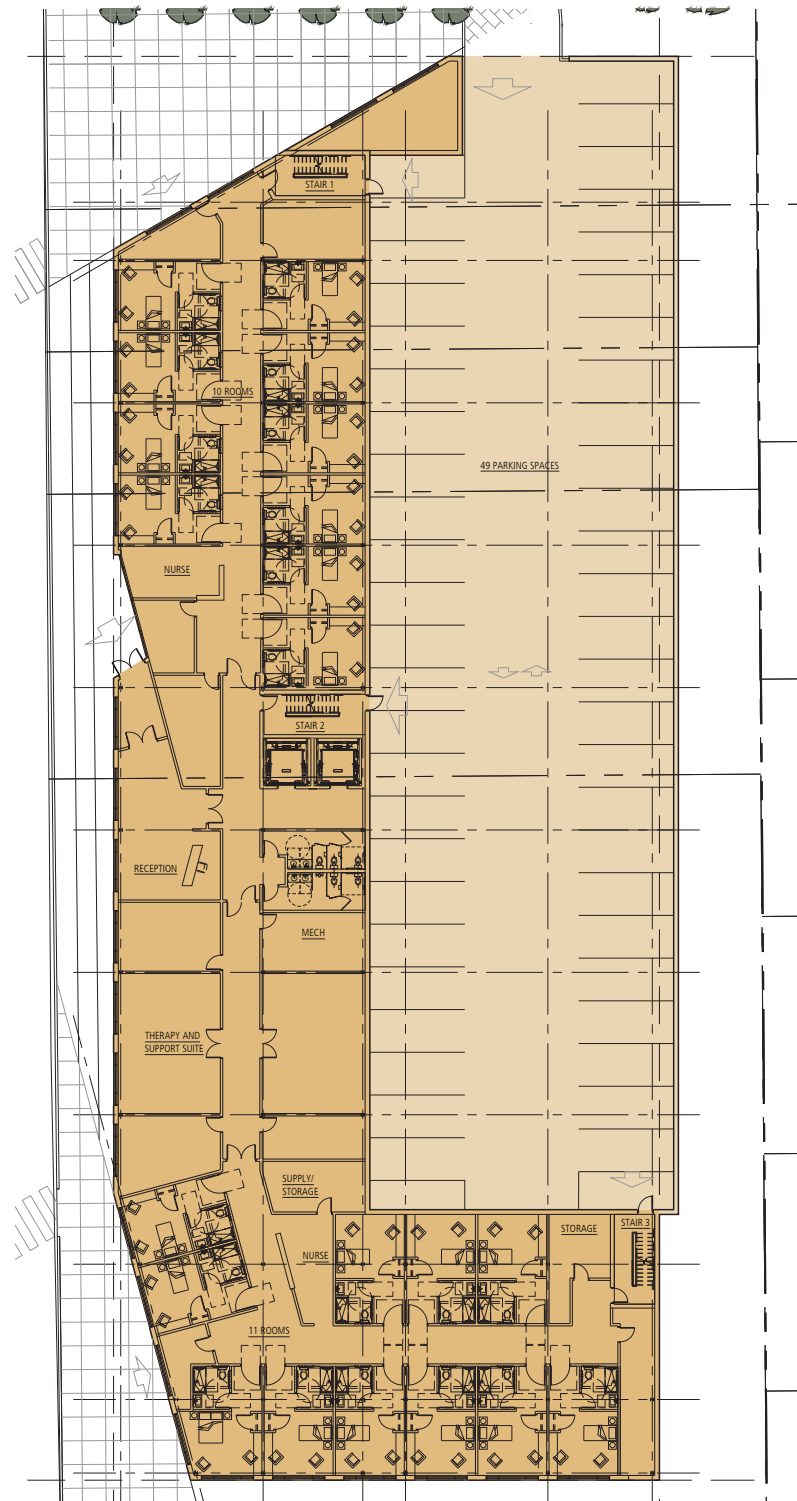 STAIR 1
10 ROOMS
49 PARKING SPACES
NURSE
STAIR 2
RECEPTION
MECH
THERAPY AND
SUPPORT SUITE
SUPPLY/
STORAGE
STORAGE
STAIR 3
NURSE
11 ROOMS